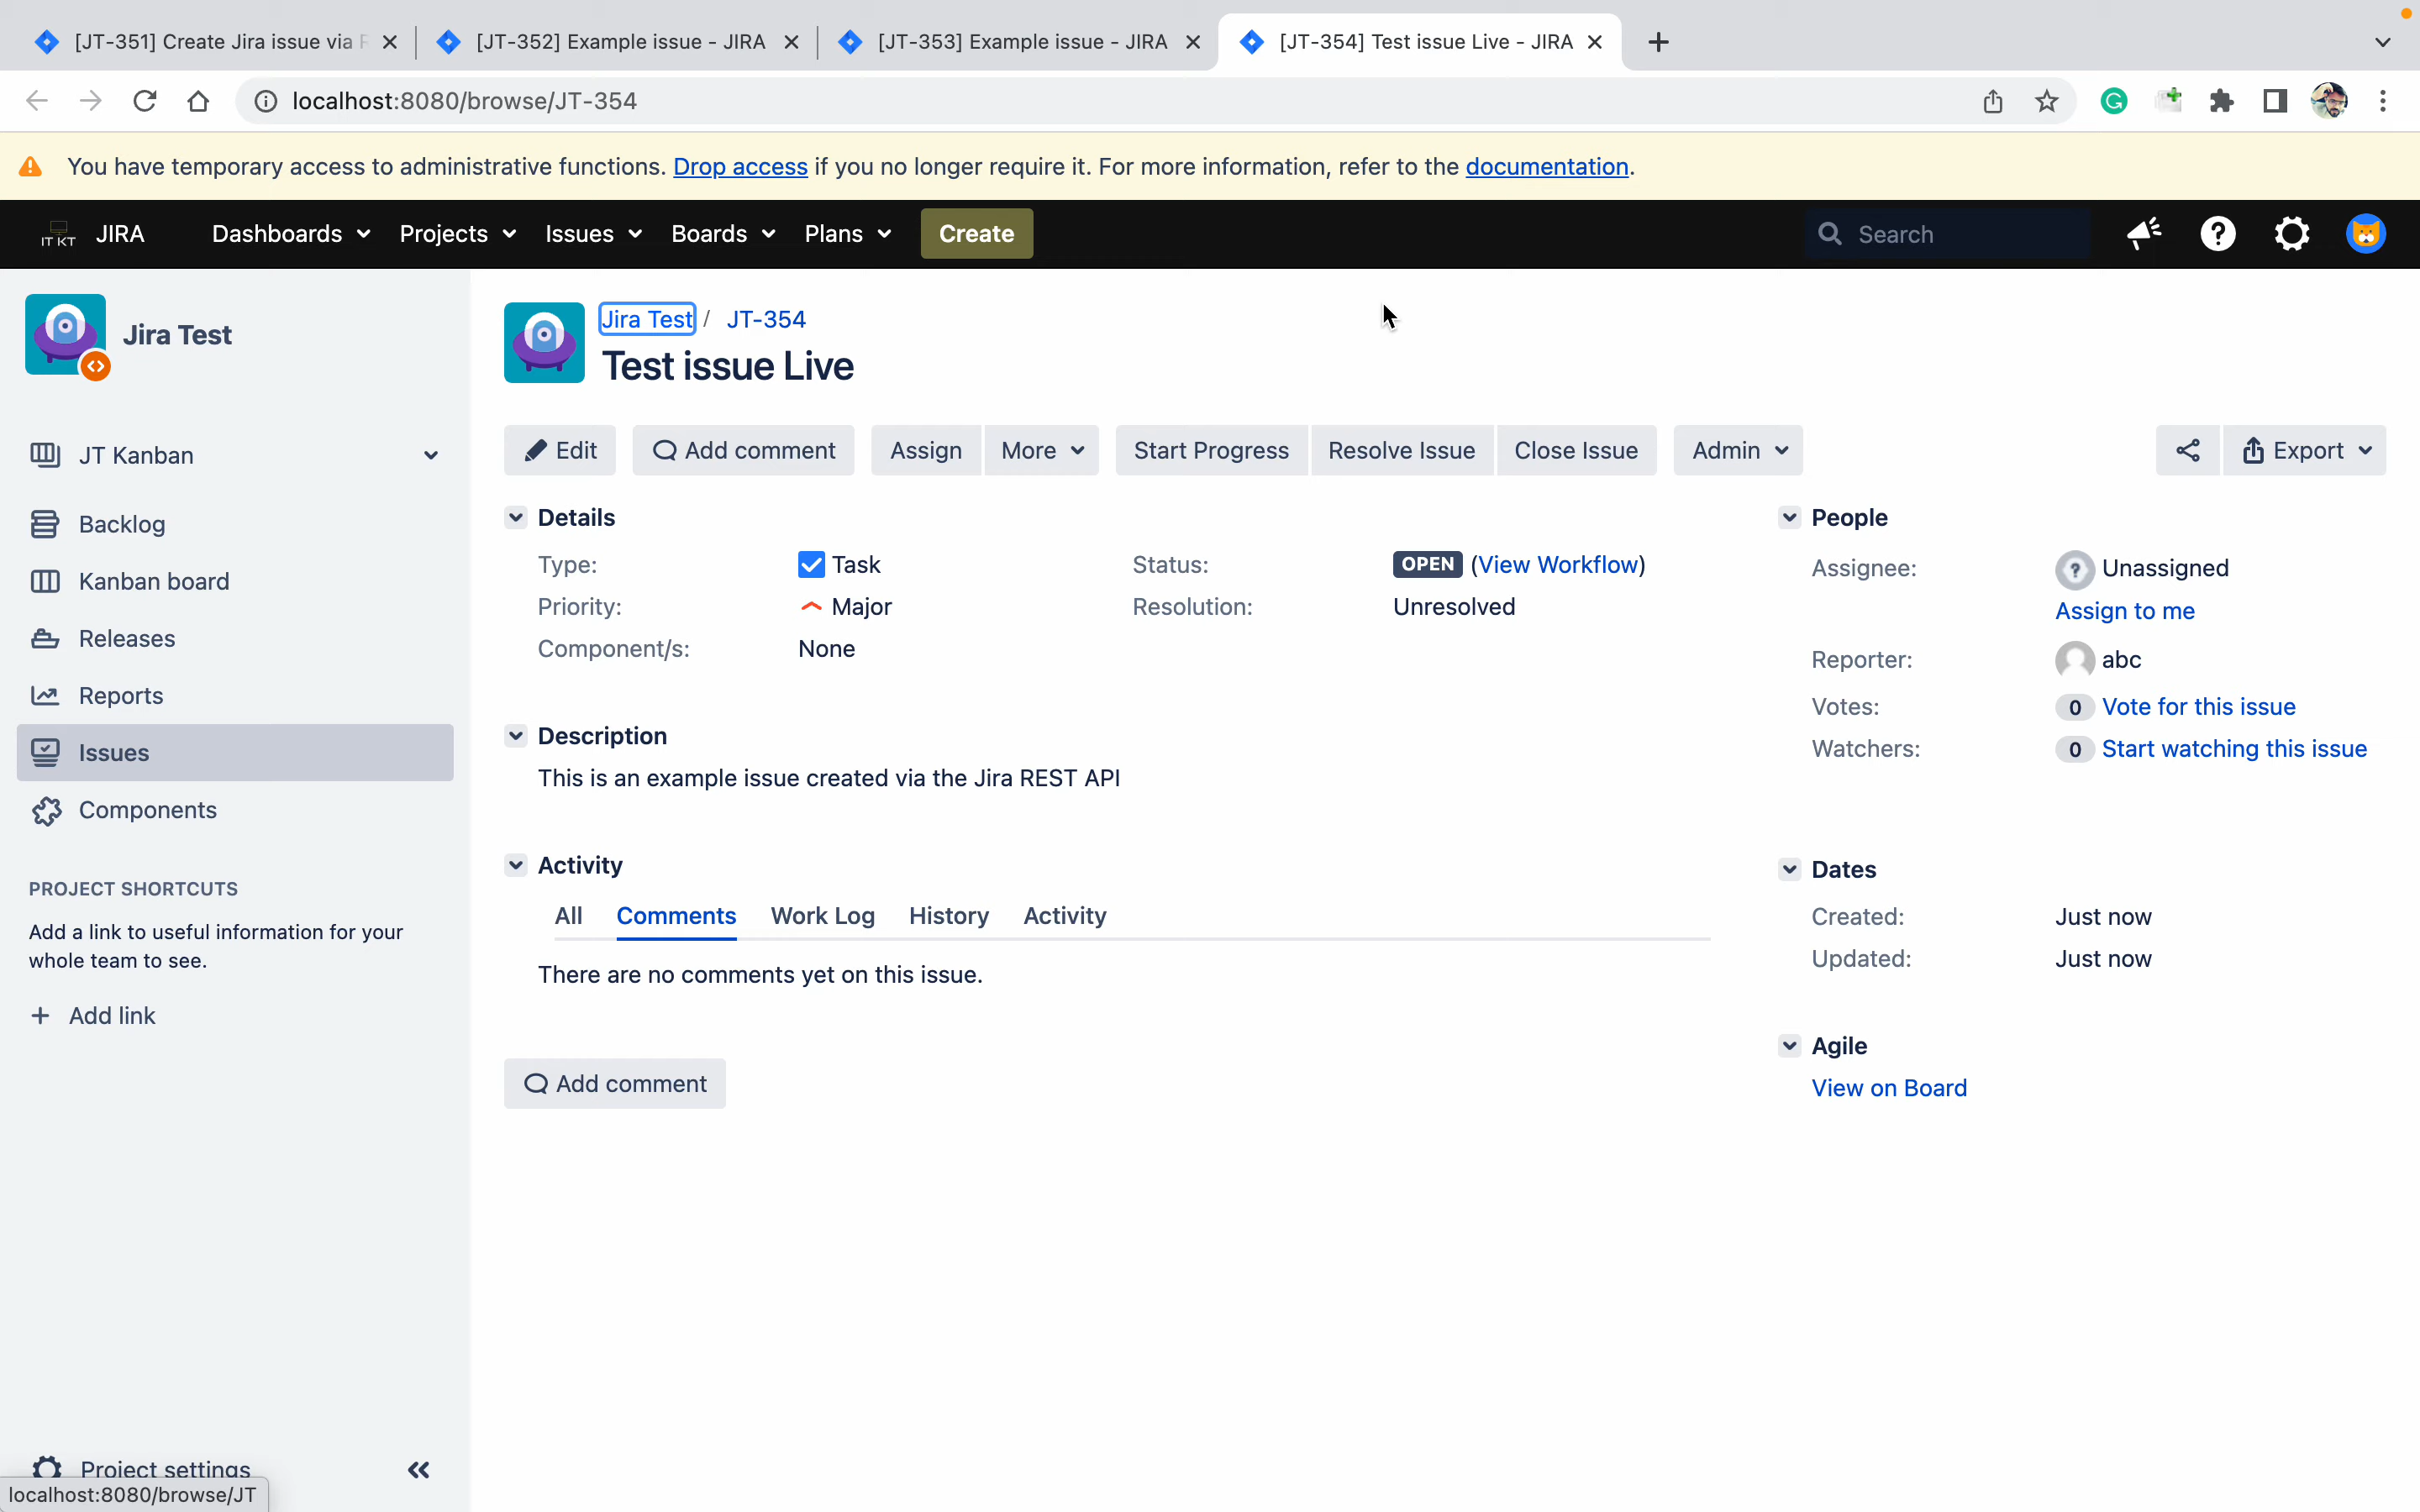 [JT-351] Create Jira issue via
[JT-352] Example issue - JIRA
[JT-353] Example issue - JIRA
[JT-354] Test issue Live - JIRA
localhost:8080/browse/JT-354
You have temporary access to administrative functions. Drop access if you no longer require it. For more information, refer to the documentation.
IT KT JIRA Dashboards Projects Issues Boards Plans Create Search
Jira Test
JT Kanban
Backlog
Kanban board
Releases
Reports
Issues
Components
PROJECT SHORTCUTS
Add a link to useful information for your
whole team to see.
+ Add link
Project settings
localhost:8080/browse/JT
Jira Test / JT-354
Test issue Live
Edit Add comment Assign More Start Progress Resolve Issue Close Issue Admin Export
Details
Type: Task Status: OPEN (View Workflow)
Priority: Major Resolution: Unresolved
Component/s: None
Description
This is an example issue created via the Jira REST API
Activity
All Comments Work Log History Activity
There are no comments yet on this issue.
Add comment
People
Assignee: Unassigned
Assign to me
Reporter: abc
Votes: 0 Vote for this issue
Watchers: 0 Start watching this issue
Dates
Created: Just now
Updated: Just now
Agile
View on Board